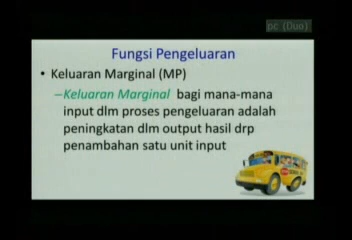 pc (Duo)
Fungsi Pengeluaran
• Keluaran Marginal (MP)
–Keluaran Marginal bagi mana-mana
input dlm proses pengeluaran adalah
peningkatan dlm output hasil drp
penambahan satu unit input